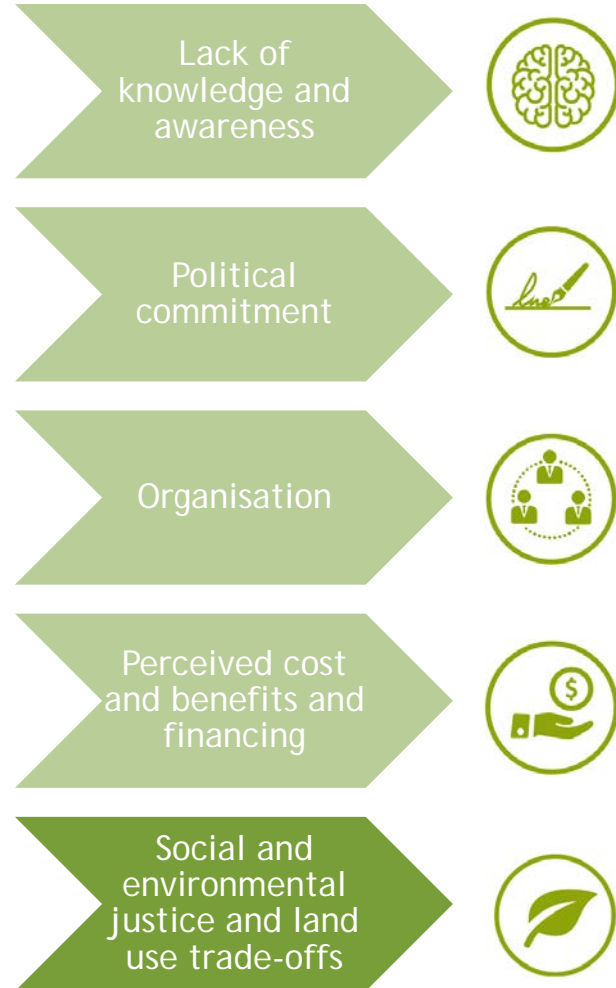 Lack of
knowledge and
awareness
Political
commitment
Organisation
Perceived cost
and benefits and
financing
$
Social and
environmental
justice and land
use trade-offs